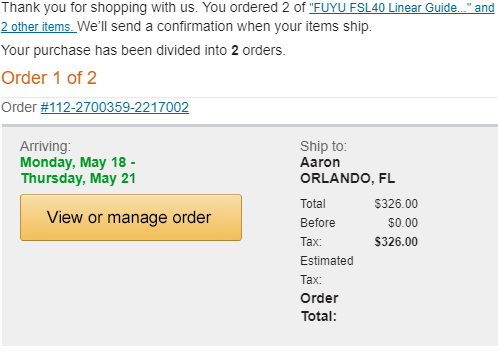 Thank you for shopping with us. You ordered 2 of "FUYU FSL40 Linear Guide..." and
2 other items. We'll send a confirmation when your items ship.
Your purchase has been divided into 2 orders.
Order 1 of 2
Order #112-2700359-2217002
Arriving:
Monday, May 18 -
Thursday, May 21
View or manage order
Ship to:
Aaron
ORLANDO, FL
Total $326.00
Before $0.00
Tax: $326.00
Estimated
Tax:
Order
Total: